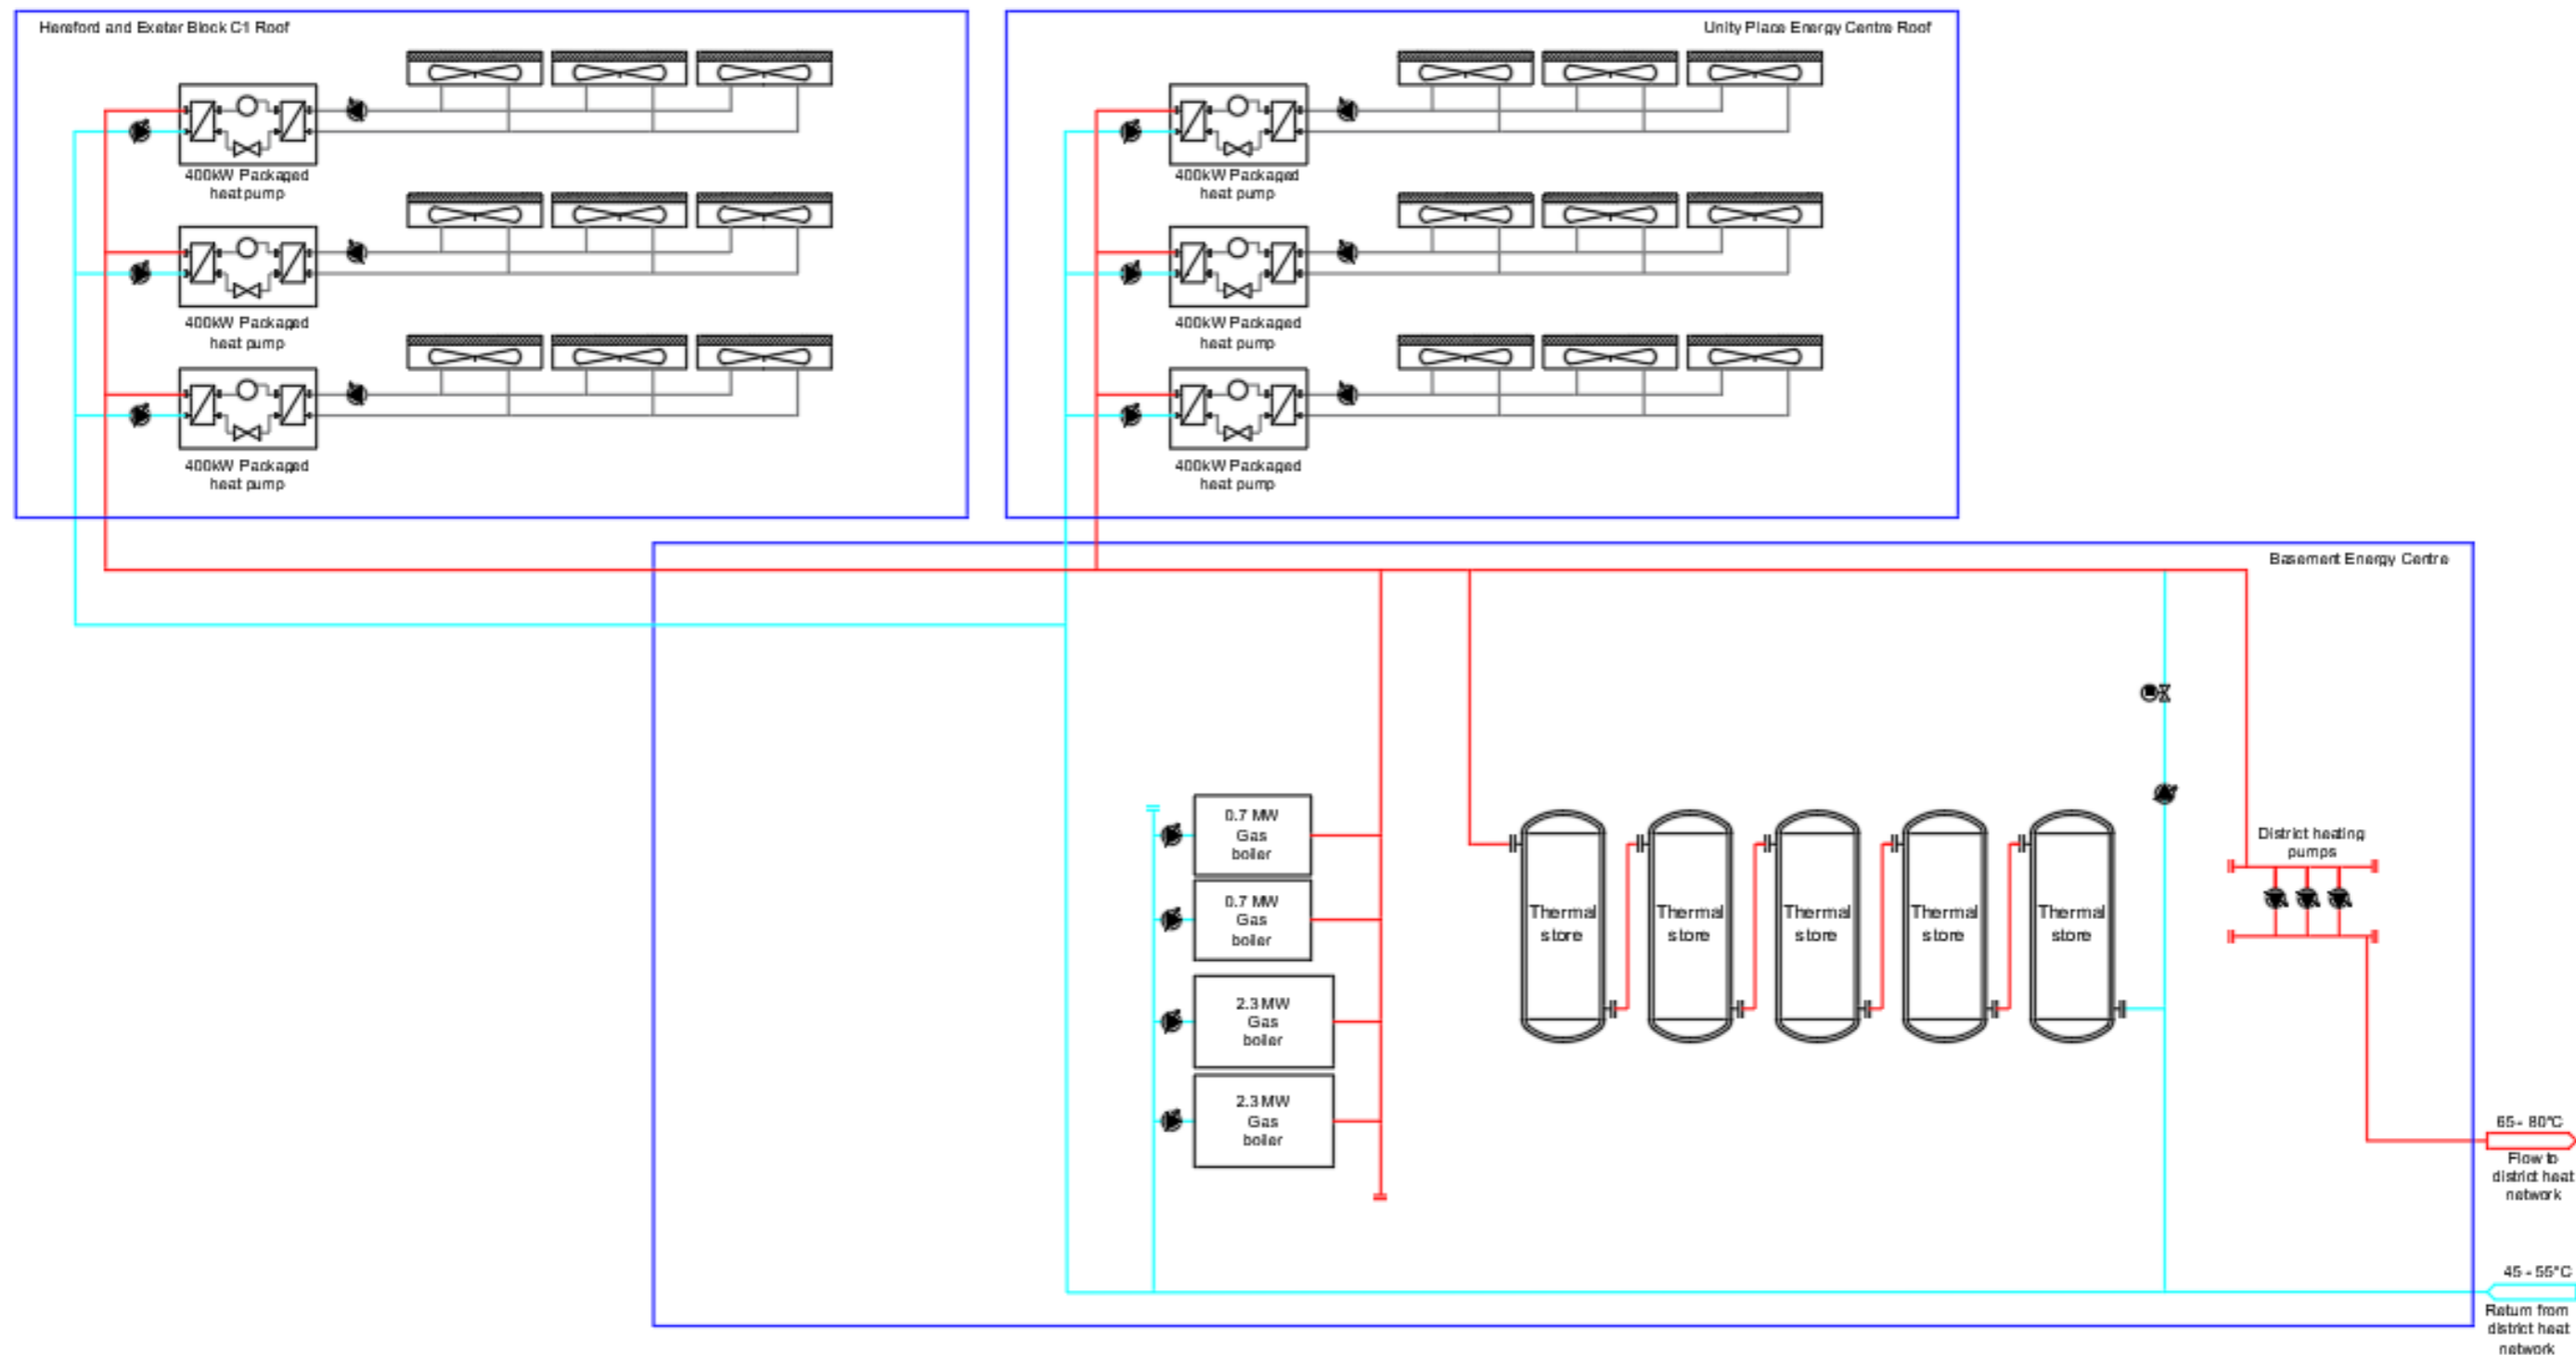 Hereford and Exeter Block C1 Roof
400kW Packaged
heat pump
400kW Packaged
heat pump
400kW Packaged
heat pump
Unity Place Energy Centre Roof
400kW Packaged
heat pump
400kW Packaged
heat pump
400kW Packaged
heat pump
Basement Energy Centre
0.7 MW
Gas
boiler
0.7 MW
Gas
boiler
2.3 MW
Gas
boiler
2.3 MW
Gas
boiler
Thermal
store
Thermal
store
Thermal
store
Thermal
store
Thermal
store
District heating
pumps
65 - 80°C
Flow to
district heat
network
45 - 55°C
Return from
district heat
network